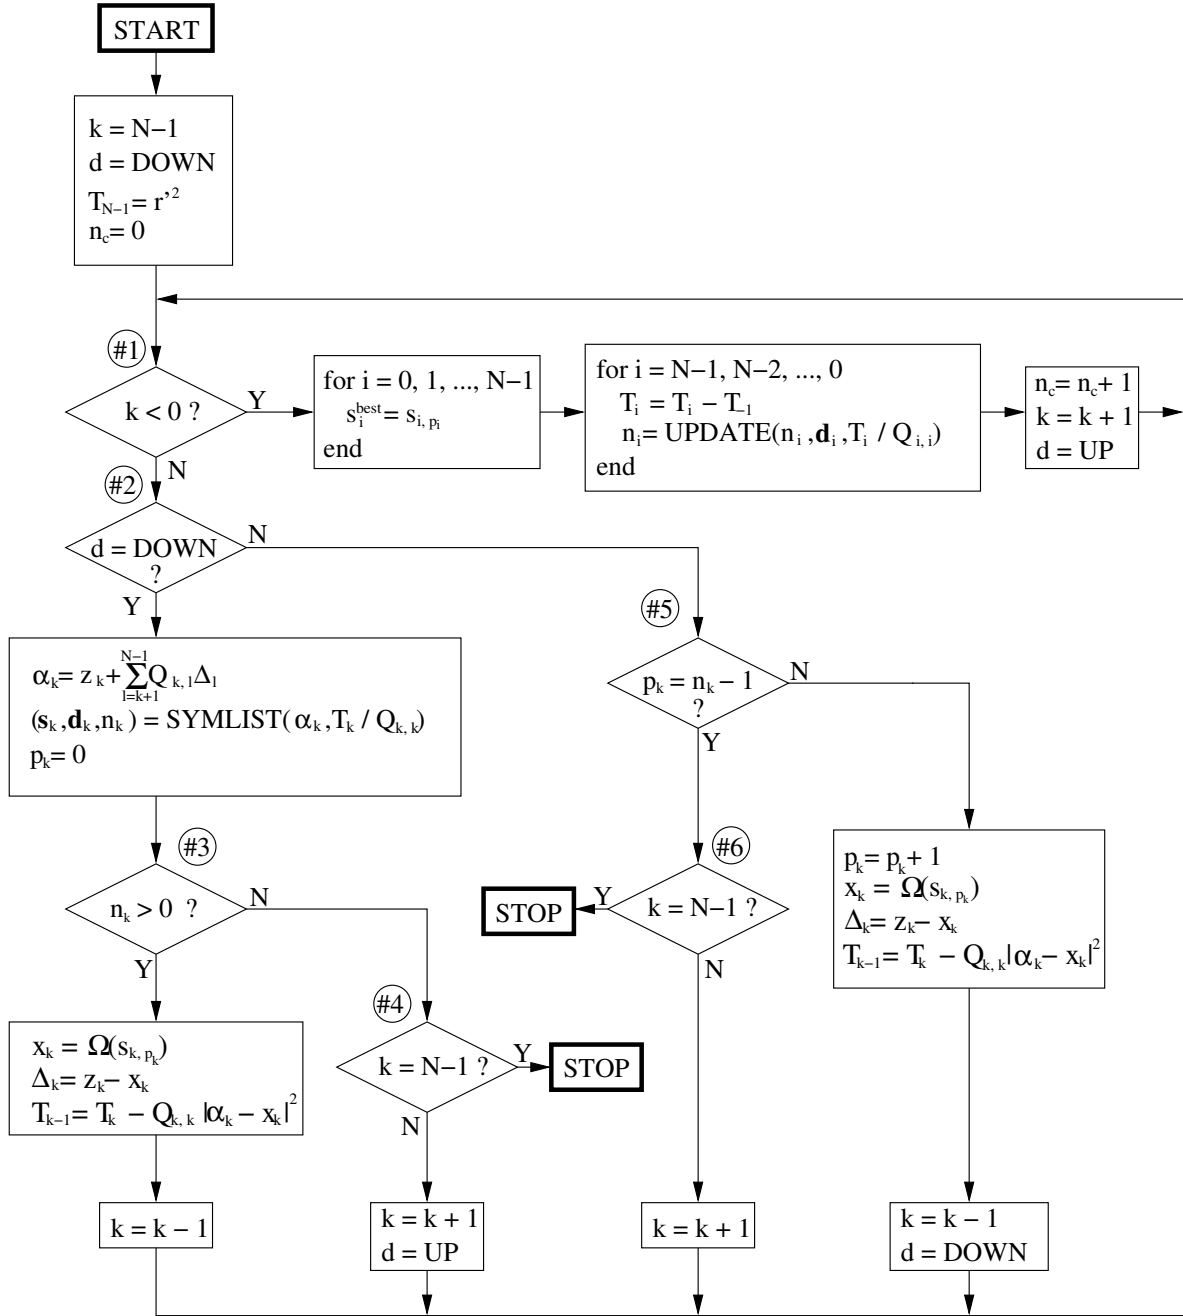 START
k = N−1
d = DOWN
T_{N−1} = r'^2
n_c = 0
#1
k < 0 ?
Y
N
for i = 0, 1, ..., N−1
s_i^{best} = s_{i, p_i}
end
for i = N−1, N−2, ..., 0
T_i = T_i − T_{−1}
n_i = UPDATE(n_i , d_i , T_i / Q_{i, i})
end
n_c = n_c + 1
k = k + 1
d = UP
#2
d = DOWN
?
N
Y
α_k = z_k + ∑_{l=k+1}^{N−1} Q_{k, l} Δ_l
(s_k , d_k , n_k ) = SYMLIST(α_k , T_k / Q_{k, k})
p_k = 0
#5
p_k = n_k − 1
?
N
Y
#3
n_k > 0 ?
N
Y
#6
k = N−1 ?
Y
STOP
N
p_k = p_k + 1
x_k = Ω(s_{k, p_k})
Δ_k = z_k − x_k
T_{k−1} = T_k − Q_{k, k} |α_k − x_k|^2
#4
k = N−1 ?
Y
STOP
N
x_k = Ω(s_{k, p_k})
Δ_k = z_k − x_k
T_{k−1} = T_k − Q_{k, k} |α_k − x_k|^2
k = k − 1
k = k + 1
d = UP
k = k + 1
k = k − 1
d = DOWN